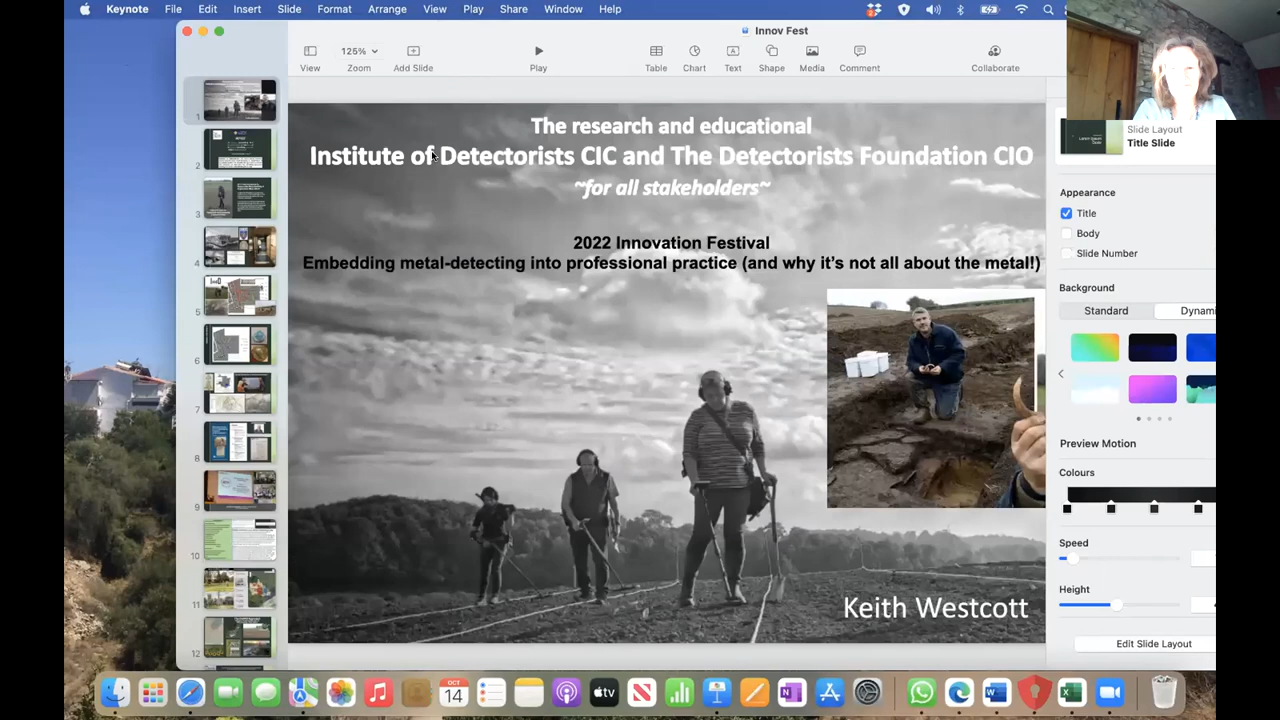 Keynote File Edit Insert Slide Format Arrange View Play Share Window Help
Innov Fest
125%
View Zoom Add Slide Play Table Chart Text Shape Media Comment Collaborate
1
2
3
4
5
6
7
8
9
10
11
12
The research and educational
Institute of Detectorists CIC and The Detectorists Foundation CIO
~for all stakeholders~
2022 Innovation Festival
Embedding metal-detecting into professional practice (and why it's not all about the metal!)
Keith Westcott
Slide Layout
Title Slide
Appearance
Title
Body
Slide Number
Background
Standard Dynami
Preview Motion
Colours
Speed
Height
Edit Slide Layout
OCT
14
tv